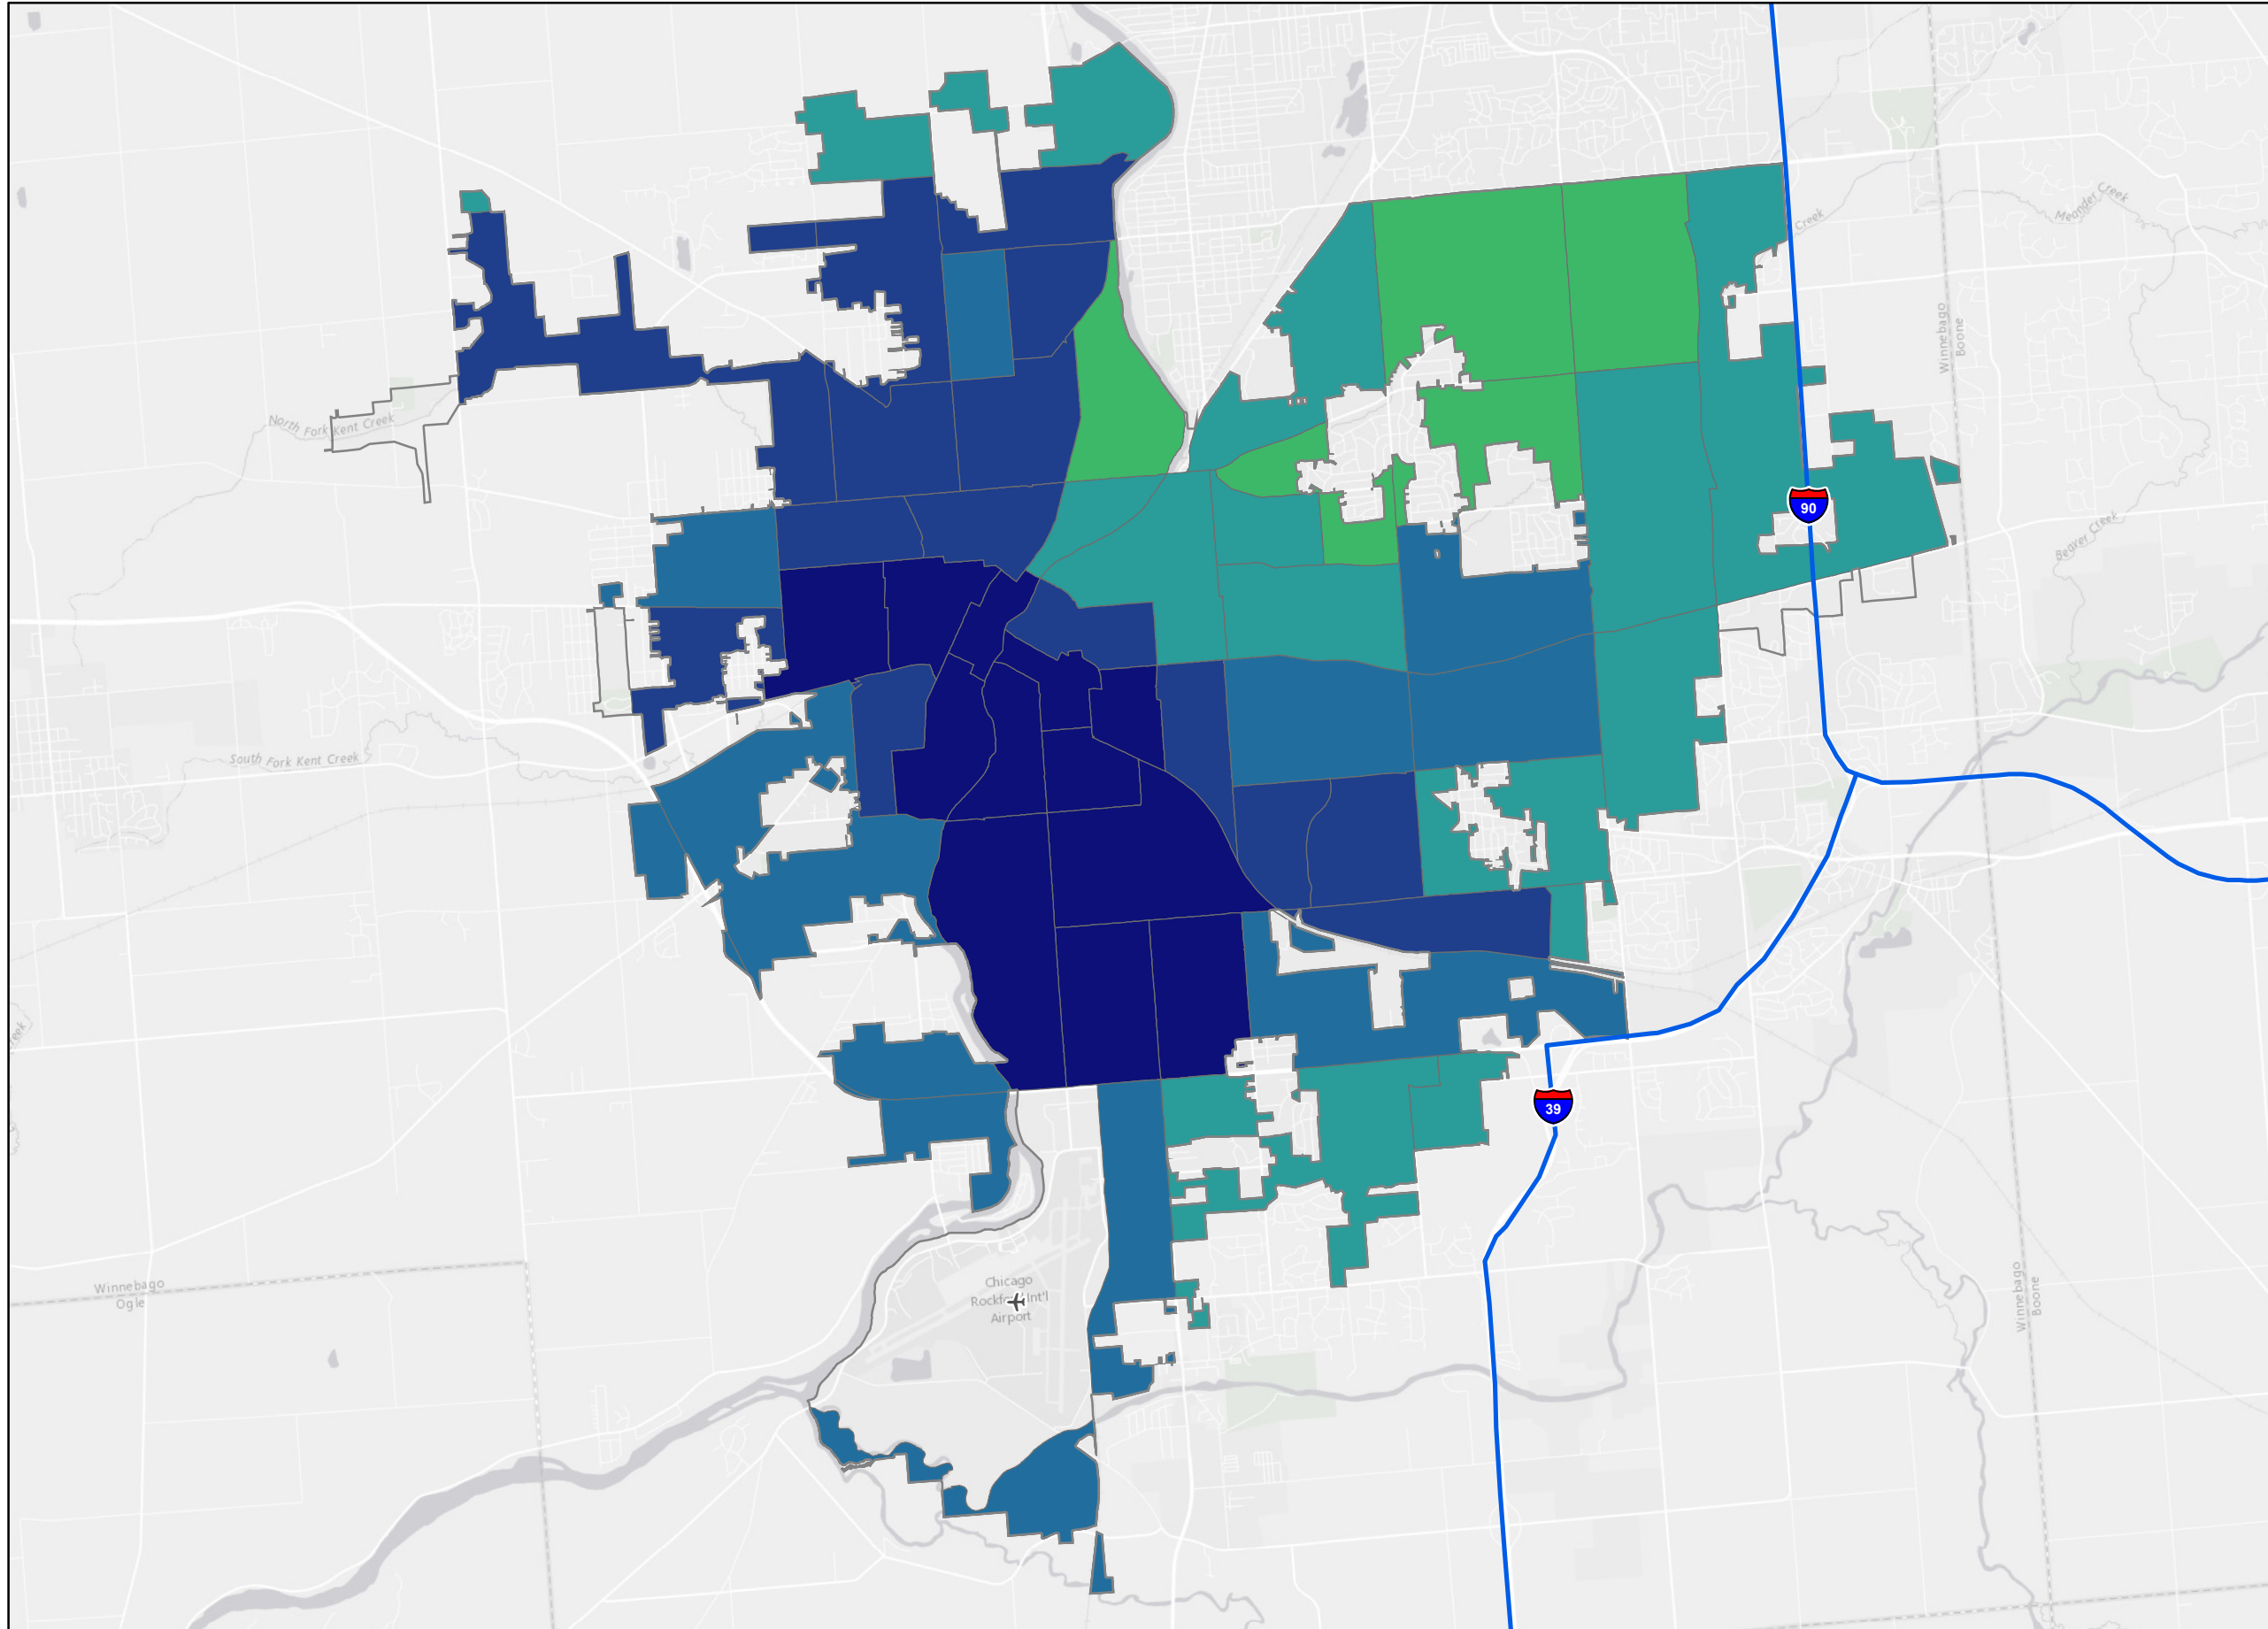 Meander Creek
Creek
Winnebago
Boone
North Fork Kent Creek
90
Beaver Creek
South Fork Kent Creek
reek
39
Winnebago
Ogle
Chicago
Rockford Int'l
Airport
Winnebago
Boone